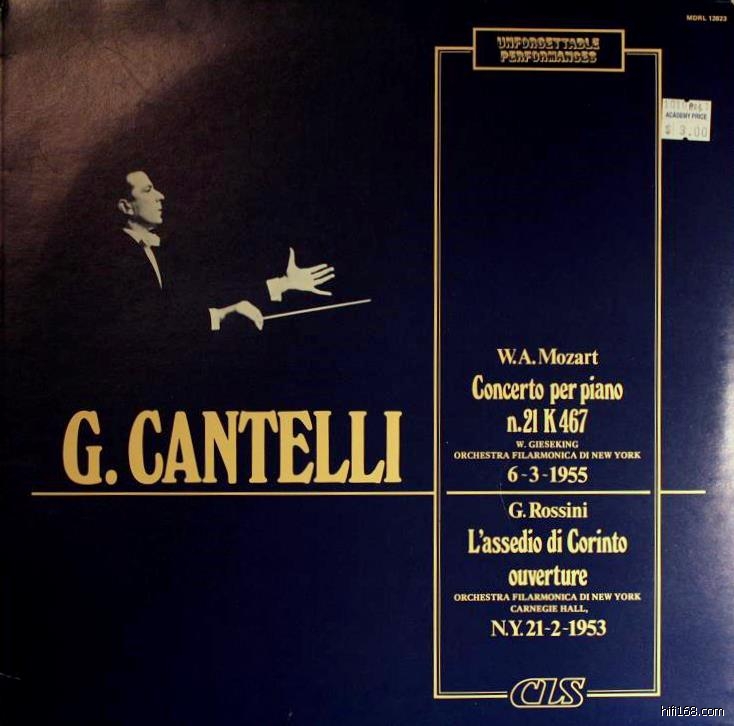 MDRL 12823
UNFORGETTABLE
PERFORMANCES
ACADEMY PRICE
$ 3.00
W. A. Mozart
Concerto per piano
n.21 K 467
W. GIESEKING
ORCHESTRA FILARMONICA DI NEW YORK
6-3-1955
G. CANTELLI
G. Rossini
L'assedio di Corinto
ouverture
ORCHESTRA FILARMONICA DI NEW YORK
CARNEGIE HALL,
N.Y. 21-2-1953
CLS
hifi168.com